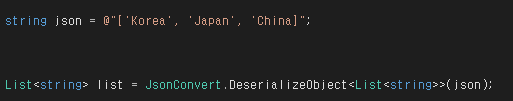 string json = @"['Korea', 'Japan', 'China]";
List<string> list = JsonConvert.DeserializeObject<List<string>>(json);